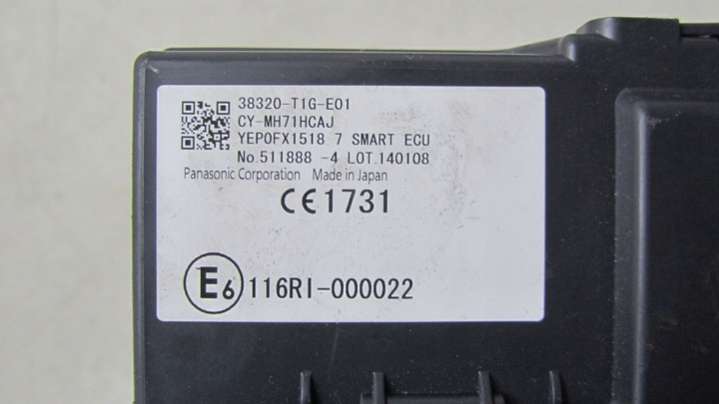 38320-T1G-E01
CY-MH71HCAJ
YEP0FX1518 7 SMART ECU
No.511888 -4 LOT.140108
Panasonic Corporation Made in Japan
CE1731
E6 116RI-000022